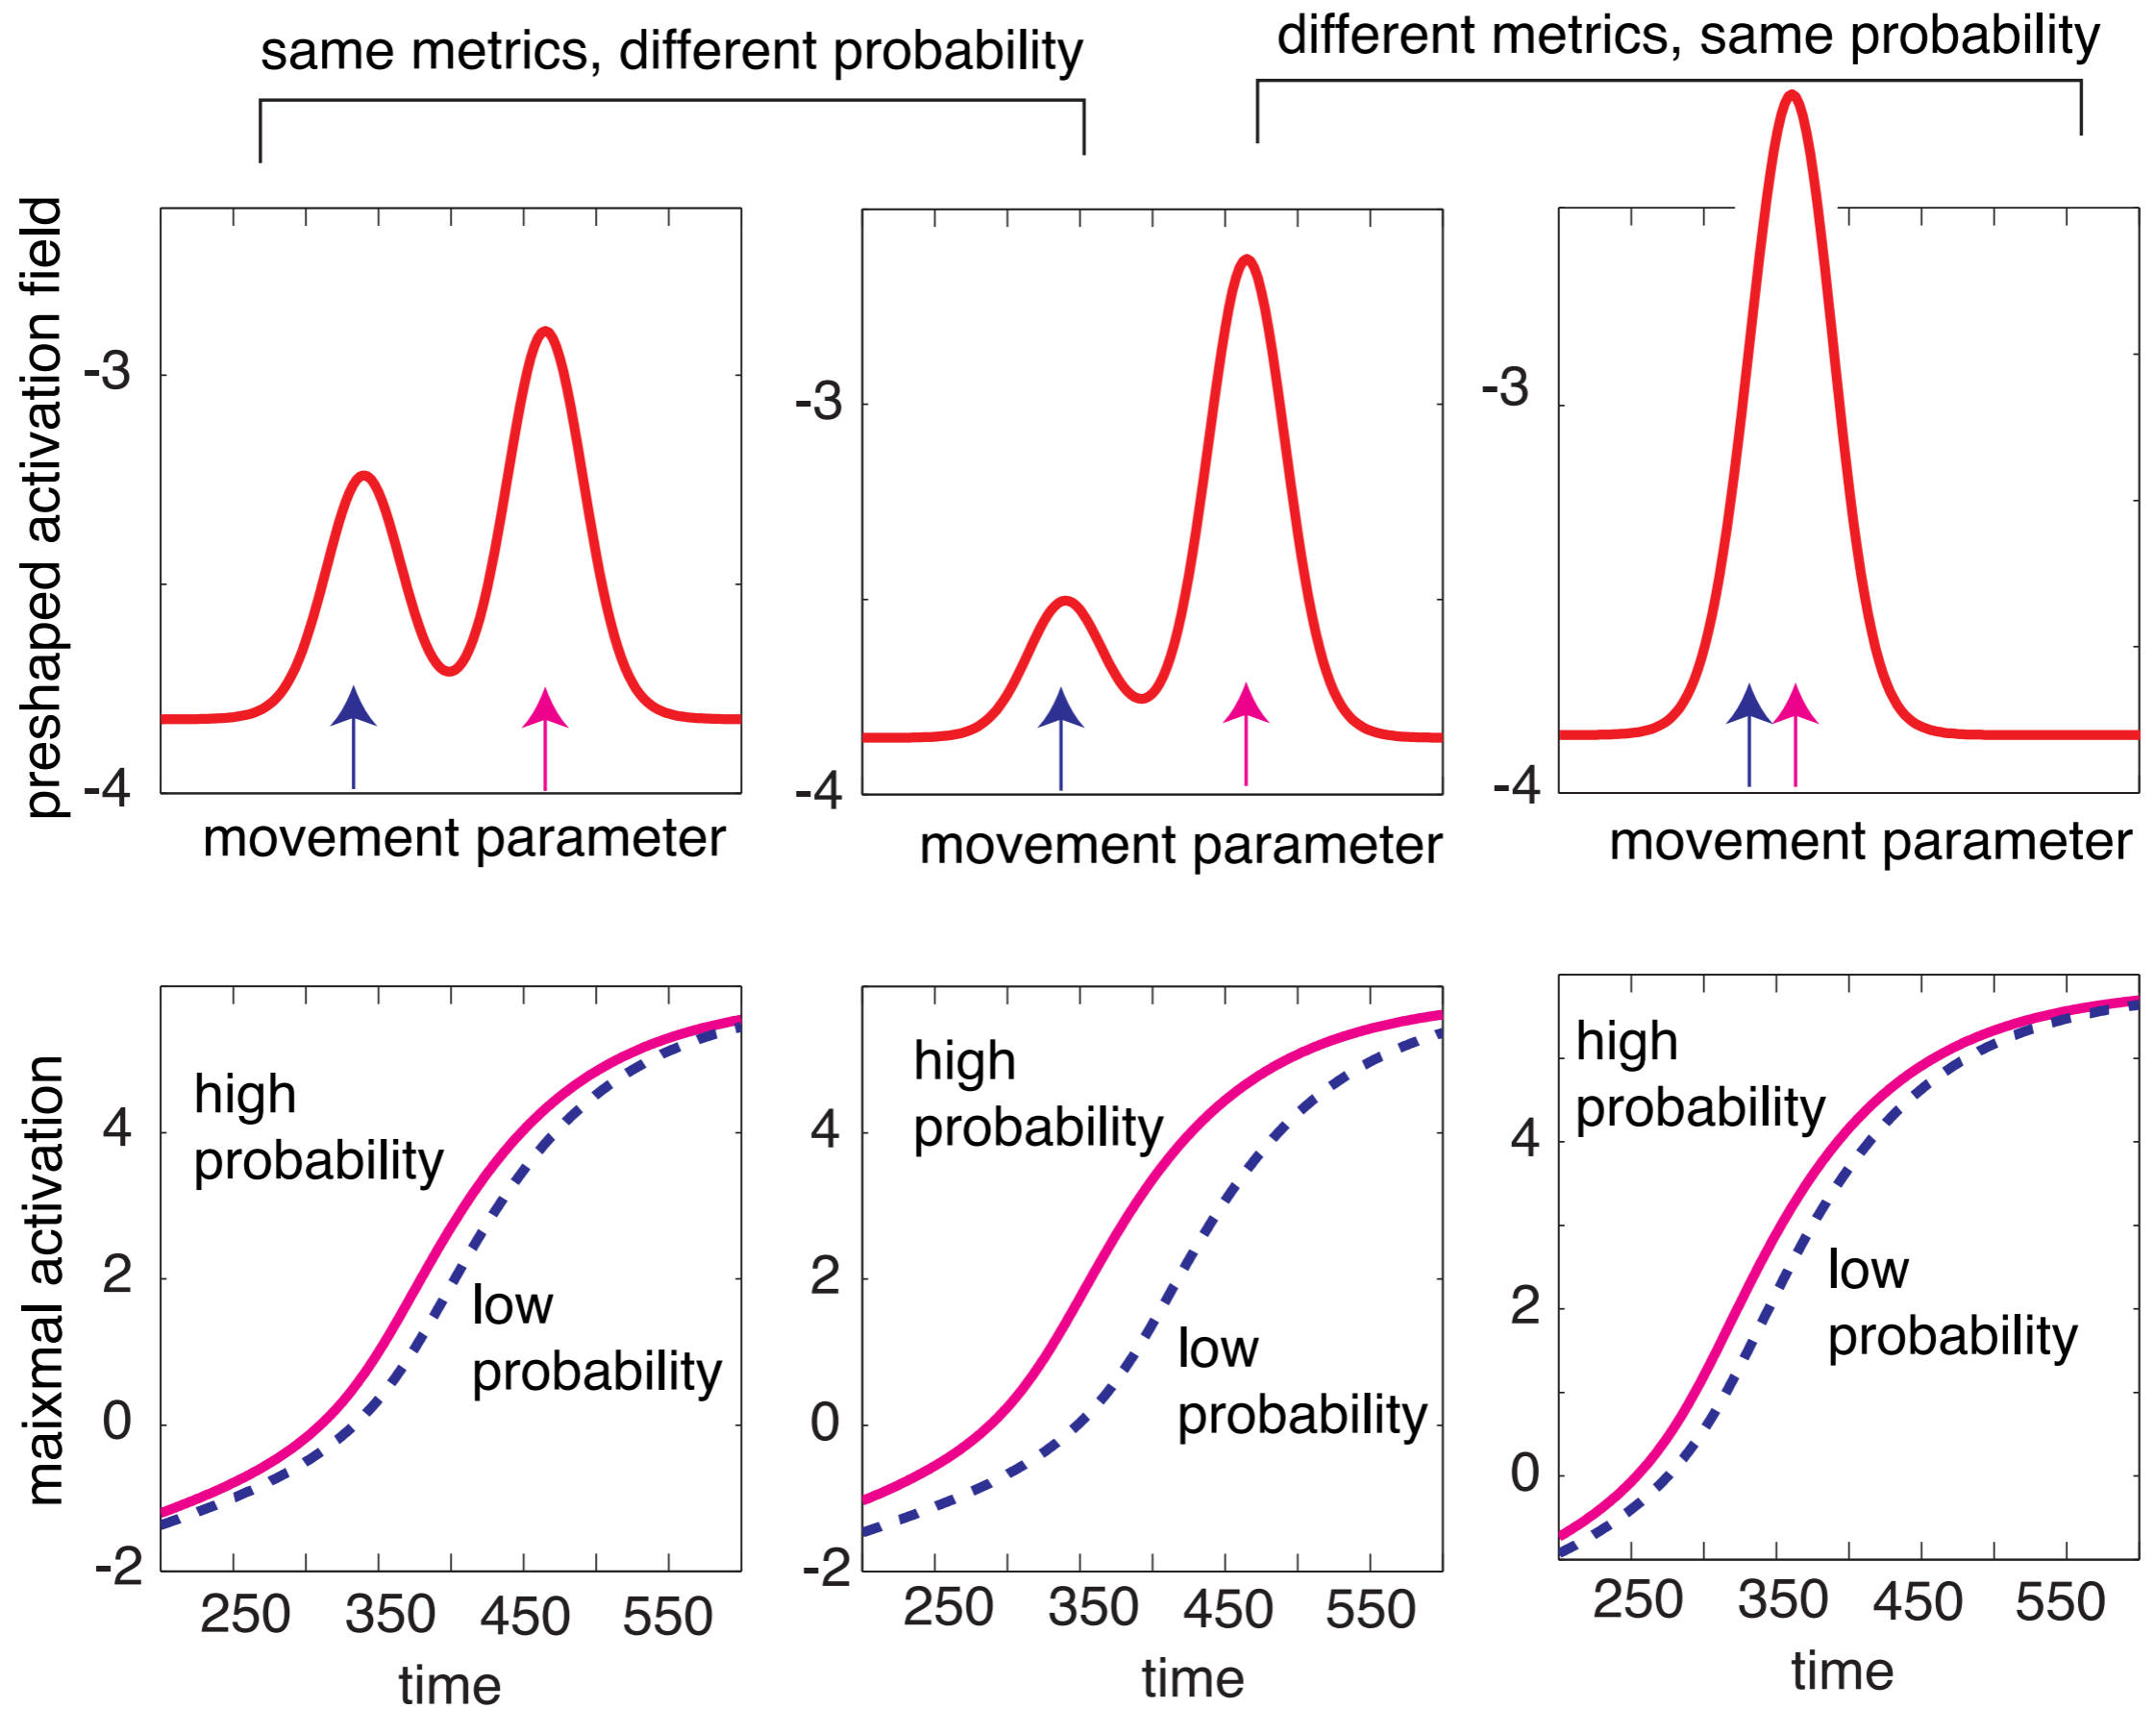 same metrics, different probability
different metrics, same probability
preshaped activation field
-3
-4
movement parameter
-3
-4
movement parameter
-3
-4
movement parameter
maixmal activation
4
2
0
-2
high
probability
low
probability
250 350 450 550
time
4
2
0
-2
high
probability
low
probability
250 350 450 550
time
4
2
0
high
probability
low
probability
250 350 450 550
time